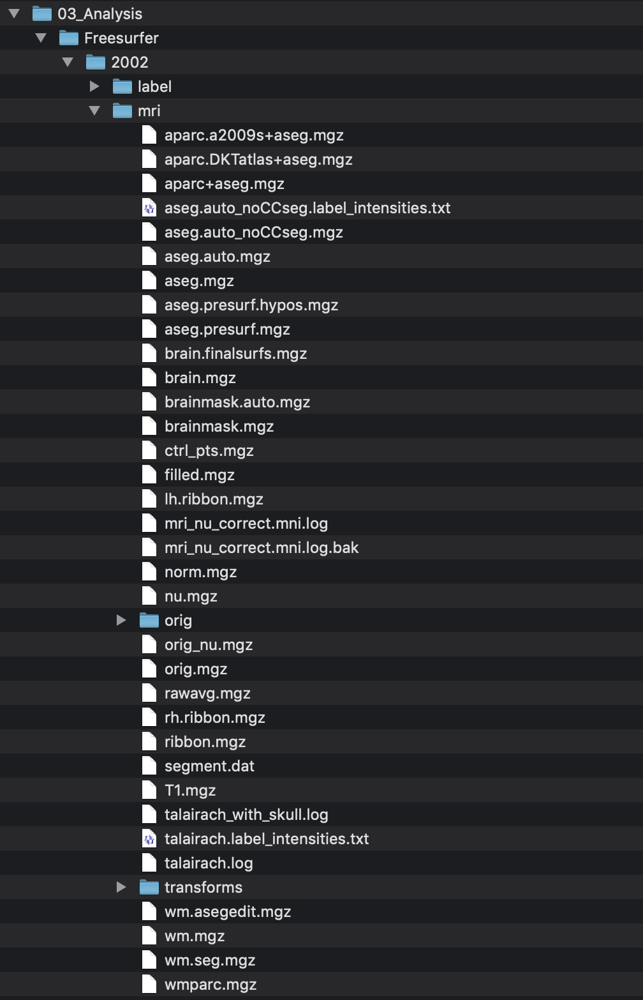 03_Analysis
Freesurfer
2002
label
mri
aparc.a2009s+aseg.mgz
aparc.DKTatlas+aseg.mgz
aparc+aseg.mgz
aseg.auto_noCCseg.label_intensities.txt
aseg.auto_noCCseg.mgz
aseg.auto.mgz
aseg.mgz
aseg.presurf.hypos.mgz
aseg.presurf.mgz
brain.finalsurfs.mgz
brain.mgz
brainmask.auto.mgz
brainmask.mgz
ctrl_pts.mgz
filled.mgz
lh.ribbon.mgz
mri_nu_correct.mni.log
mri_nu_correct.mni.log.bak
norm.mgz
nu.mgz
orig
orig_nu.mgz
orig.mgz
rawavg.mgz
rh.ribbon.mgz
ribbon.mgz
segment.dat
T1.mgz
talairach_with_skull.log
talairach.label_intensities.txt
talairach.log
transforms
wm.asegedit.mgz
wm.mgz
wm.seg.mgz
wmparc.mgz